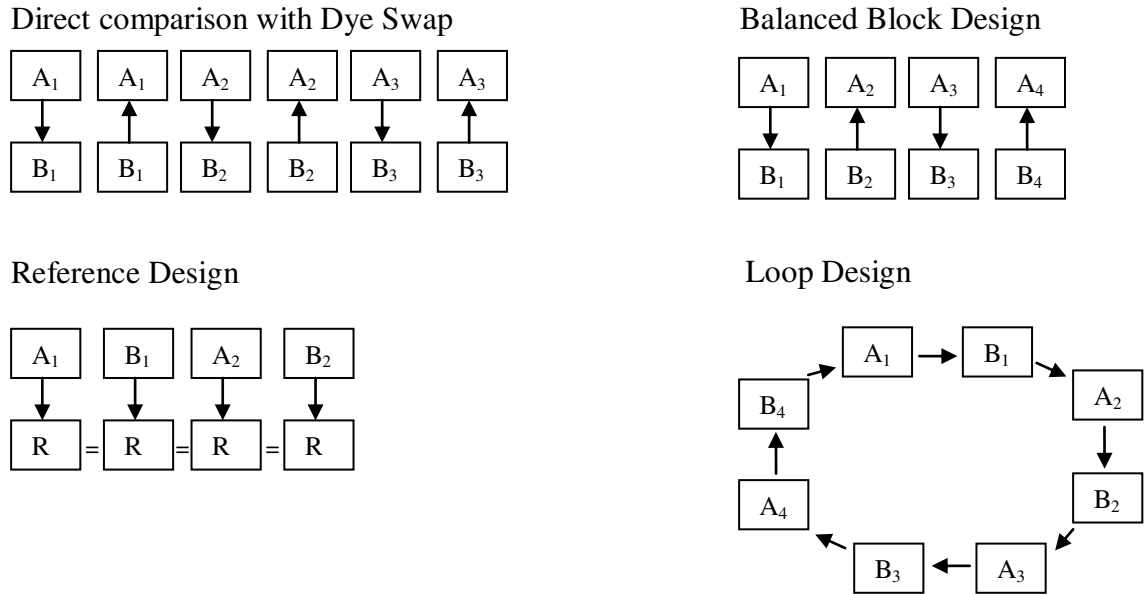 Direct comparison with Dye Swap
A₁ A₁ A₂ A₂ A₃ A₃
B₁ B₁ B₂ B₂ B₃ B₃
Balanced Block Design
A₁ A₂ A₃ A₄
B₁ B₂ B₃ B₄
Reference Design
A₁ B₁ A₂ B₂
R = R = R = R
Loop Design
A₁ B₁
B₄ A₂
A₄ B₂
B₃ A₃